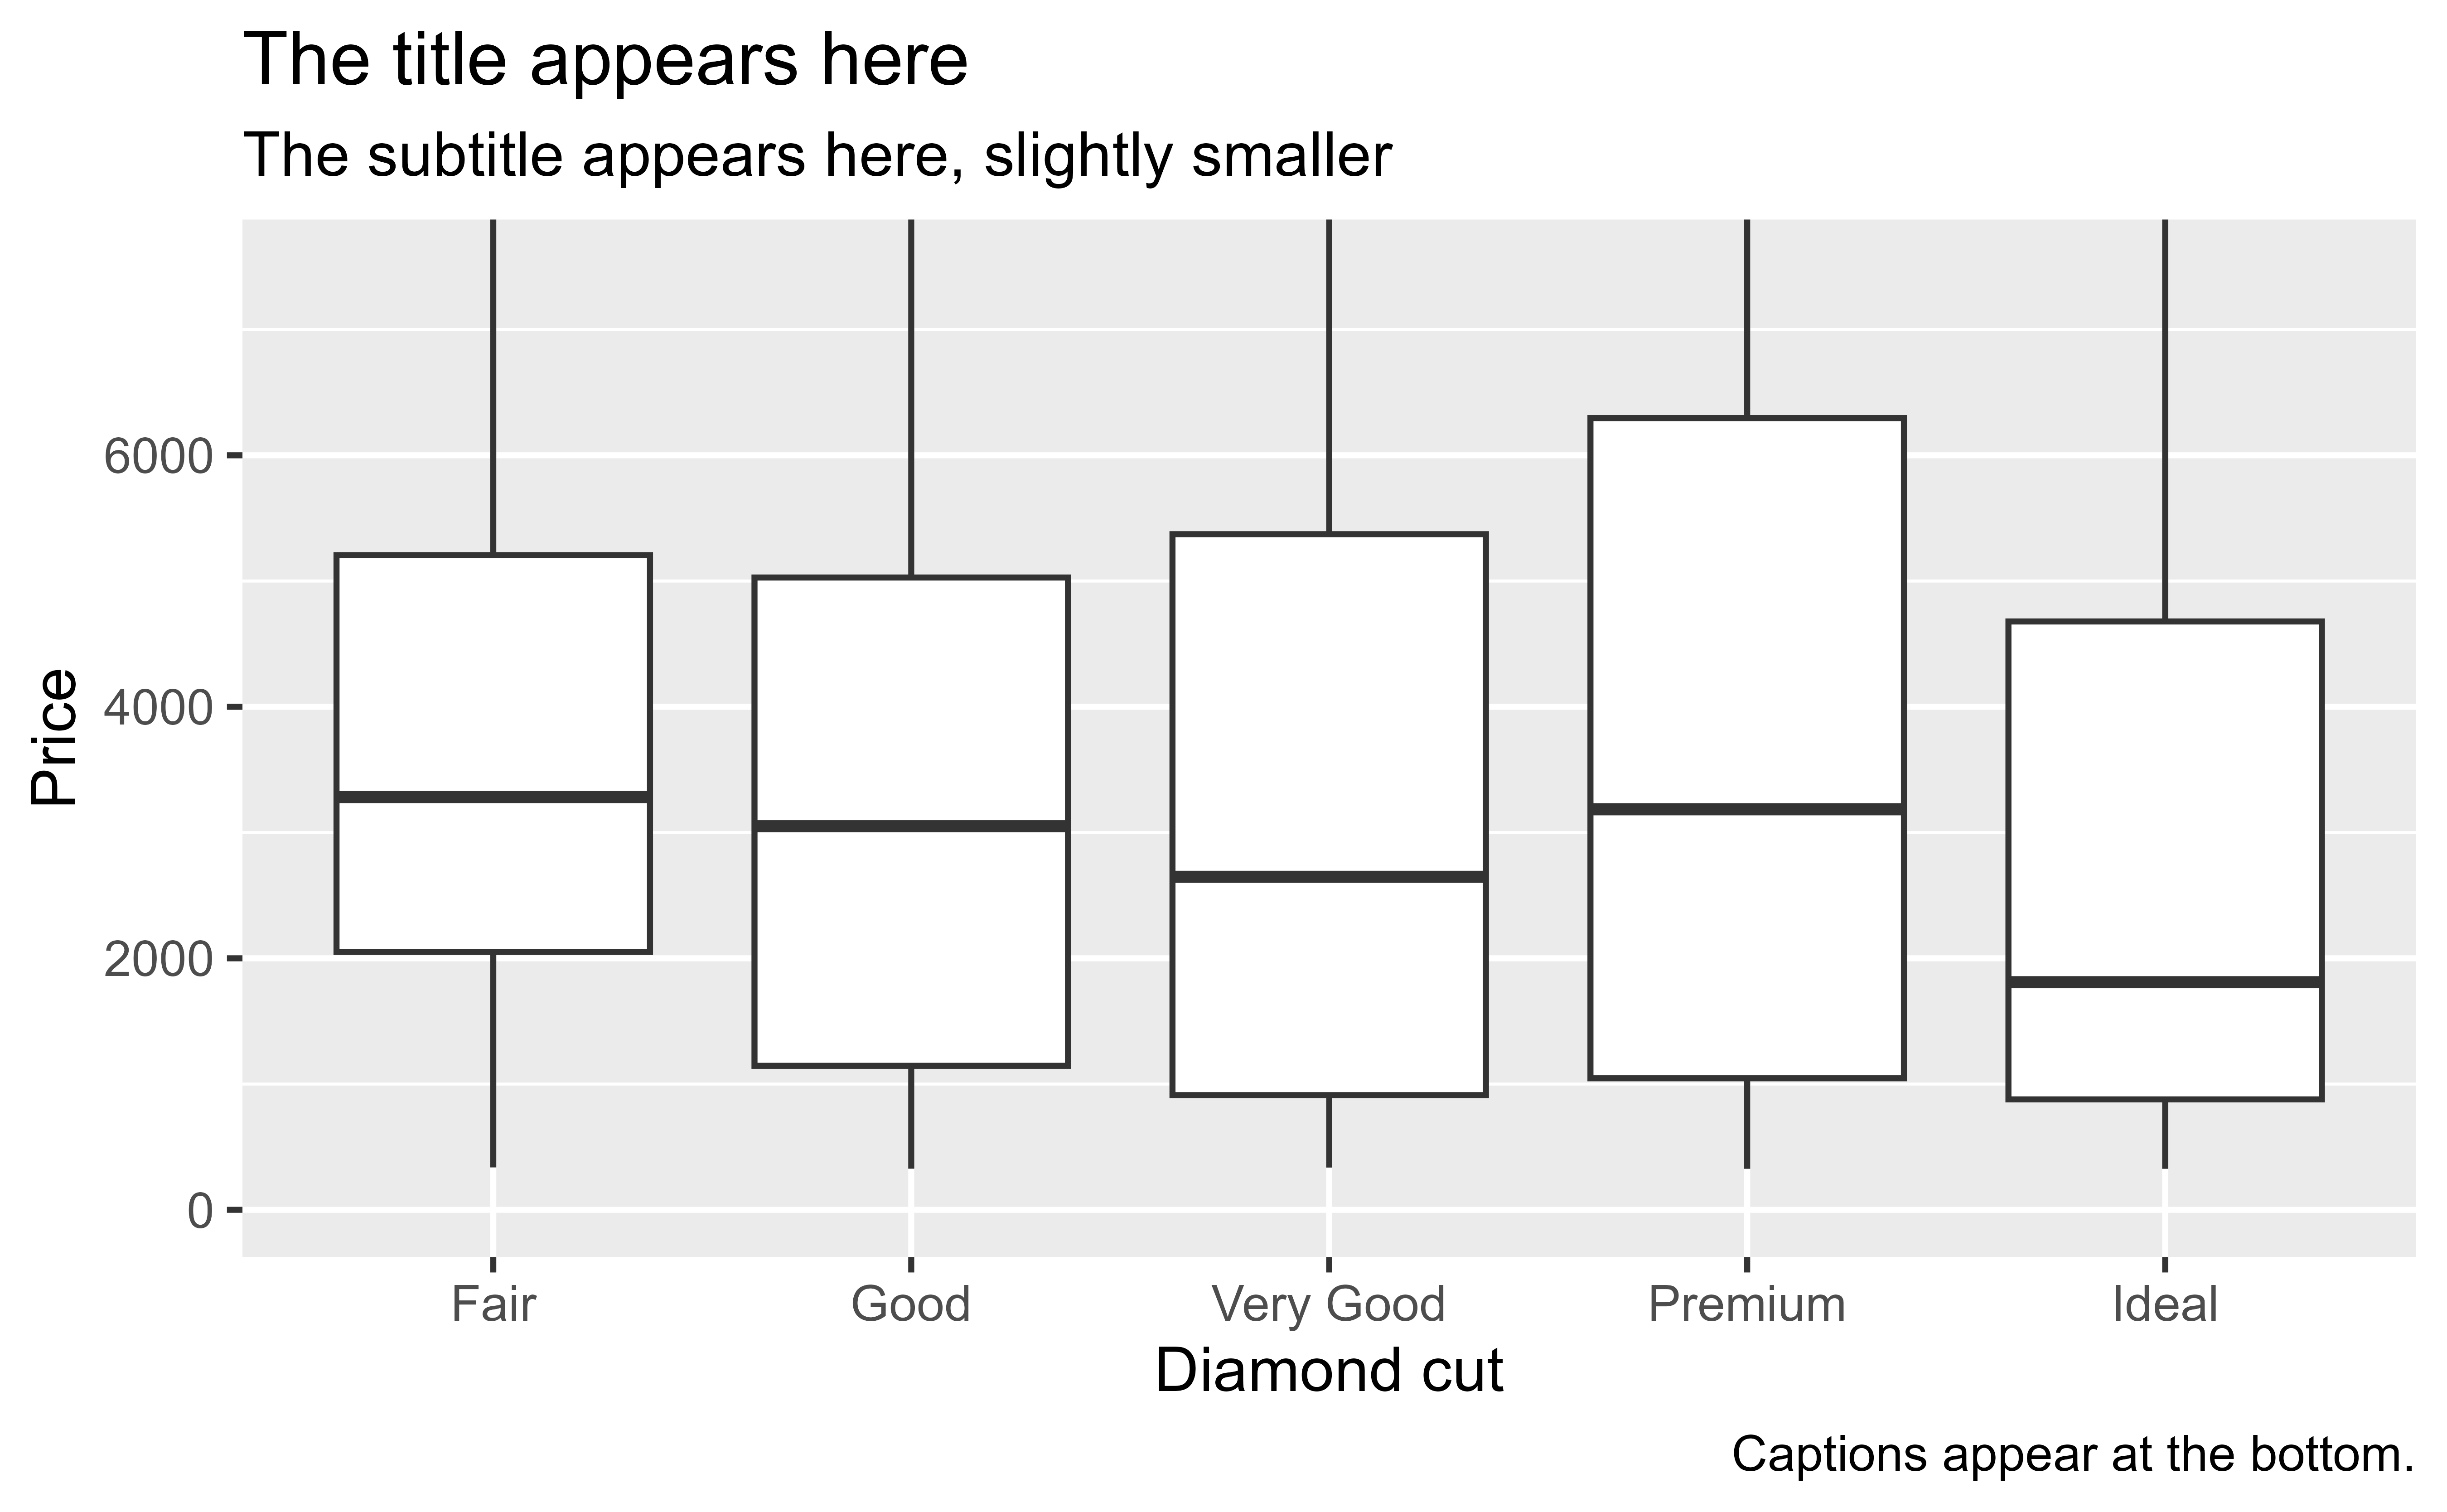 The title appears here
The subtitle appears here, slightly smaller
Price
6000
4000
2000
0
Fair
Good
Very Good
Premium
Ideal
Diamond cut
Captions appear at the bottom.